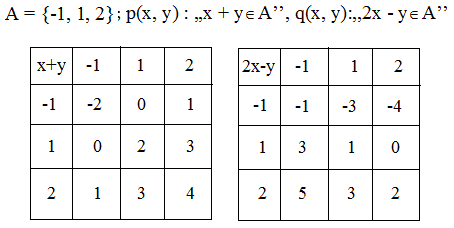 A = {-1, 1, 2}; p(x, y) : „x + y∈A’’, q(x, y):„2x - y∈A’’
x+y -1 1 2
-1 -2 0 1
1 0 2 3
2 1 3 4
2x-y -1 1 2
-1 -1 -3 -4
1 3 1 0
2 5 3 2